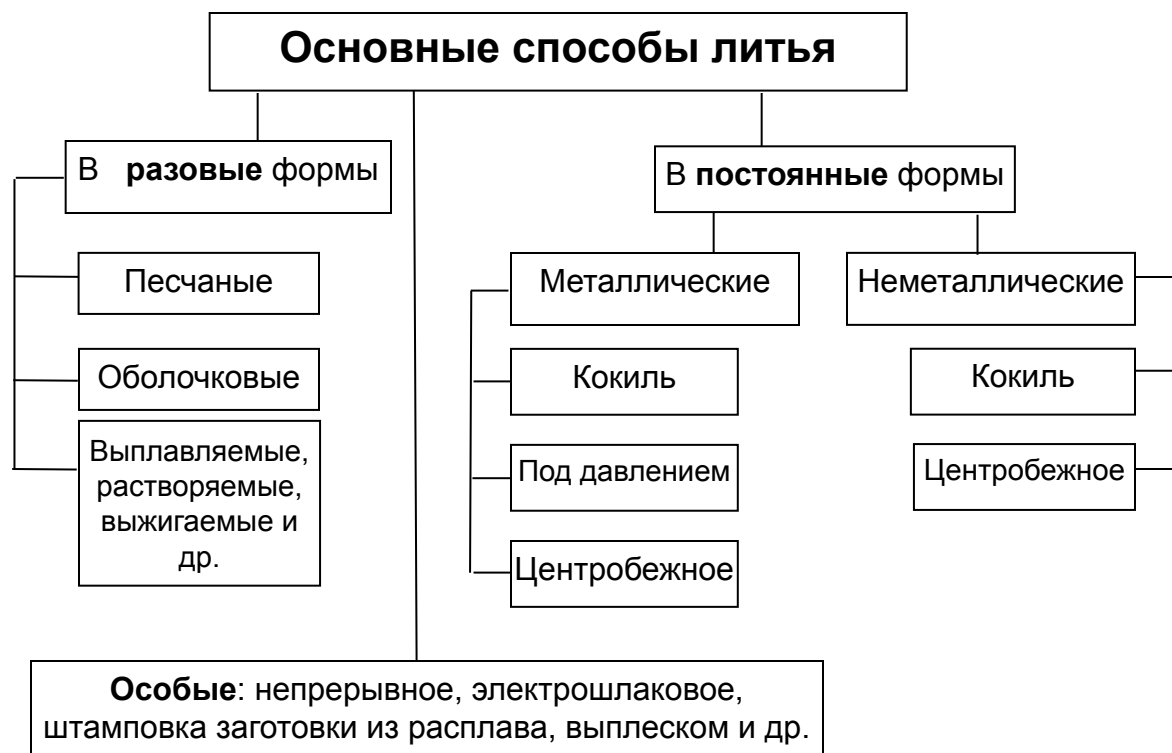 Основные способы литья
В разовые формы
В постоянные формы
Песчаные
Оболочковые
Выплавляемые,
растворяемые,
выжигаемые и
др.
Металлические
Кокиль
Под давлением
Центробежное
Неметаллические
Кокиль
Центробежное
Особые: непрерывное, электрошлаковое,
штамповка заготовки из расплава, выплеском и др.